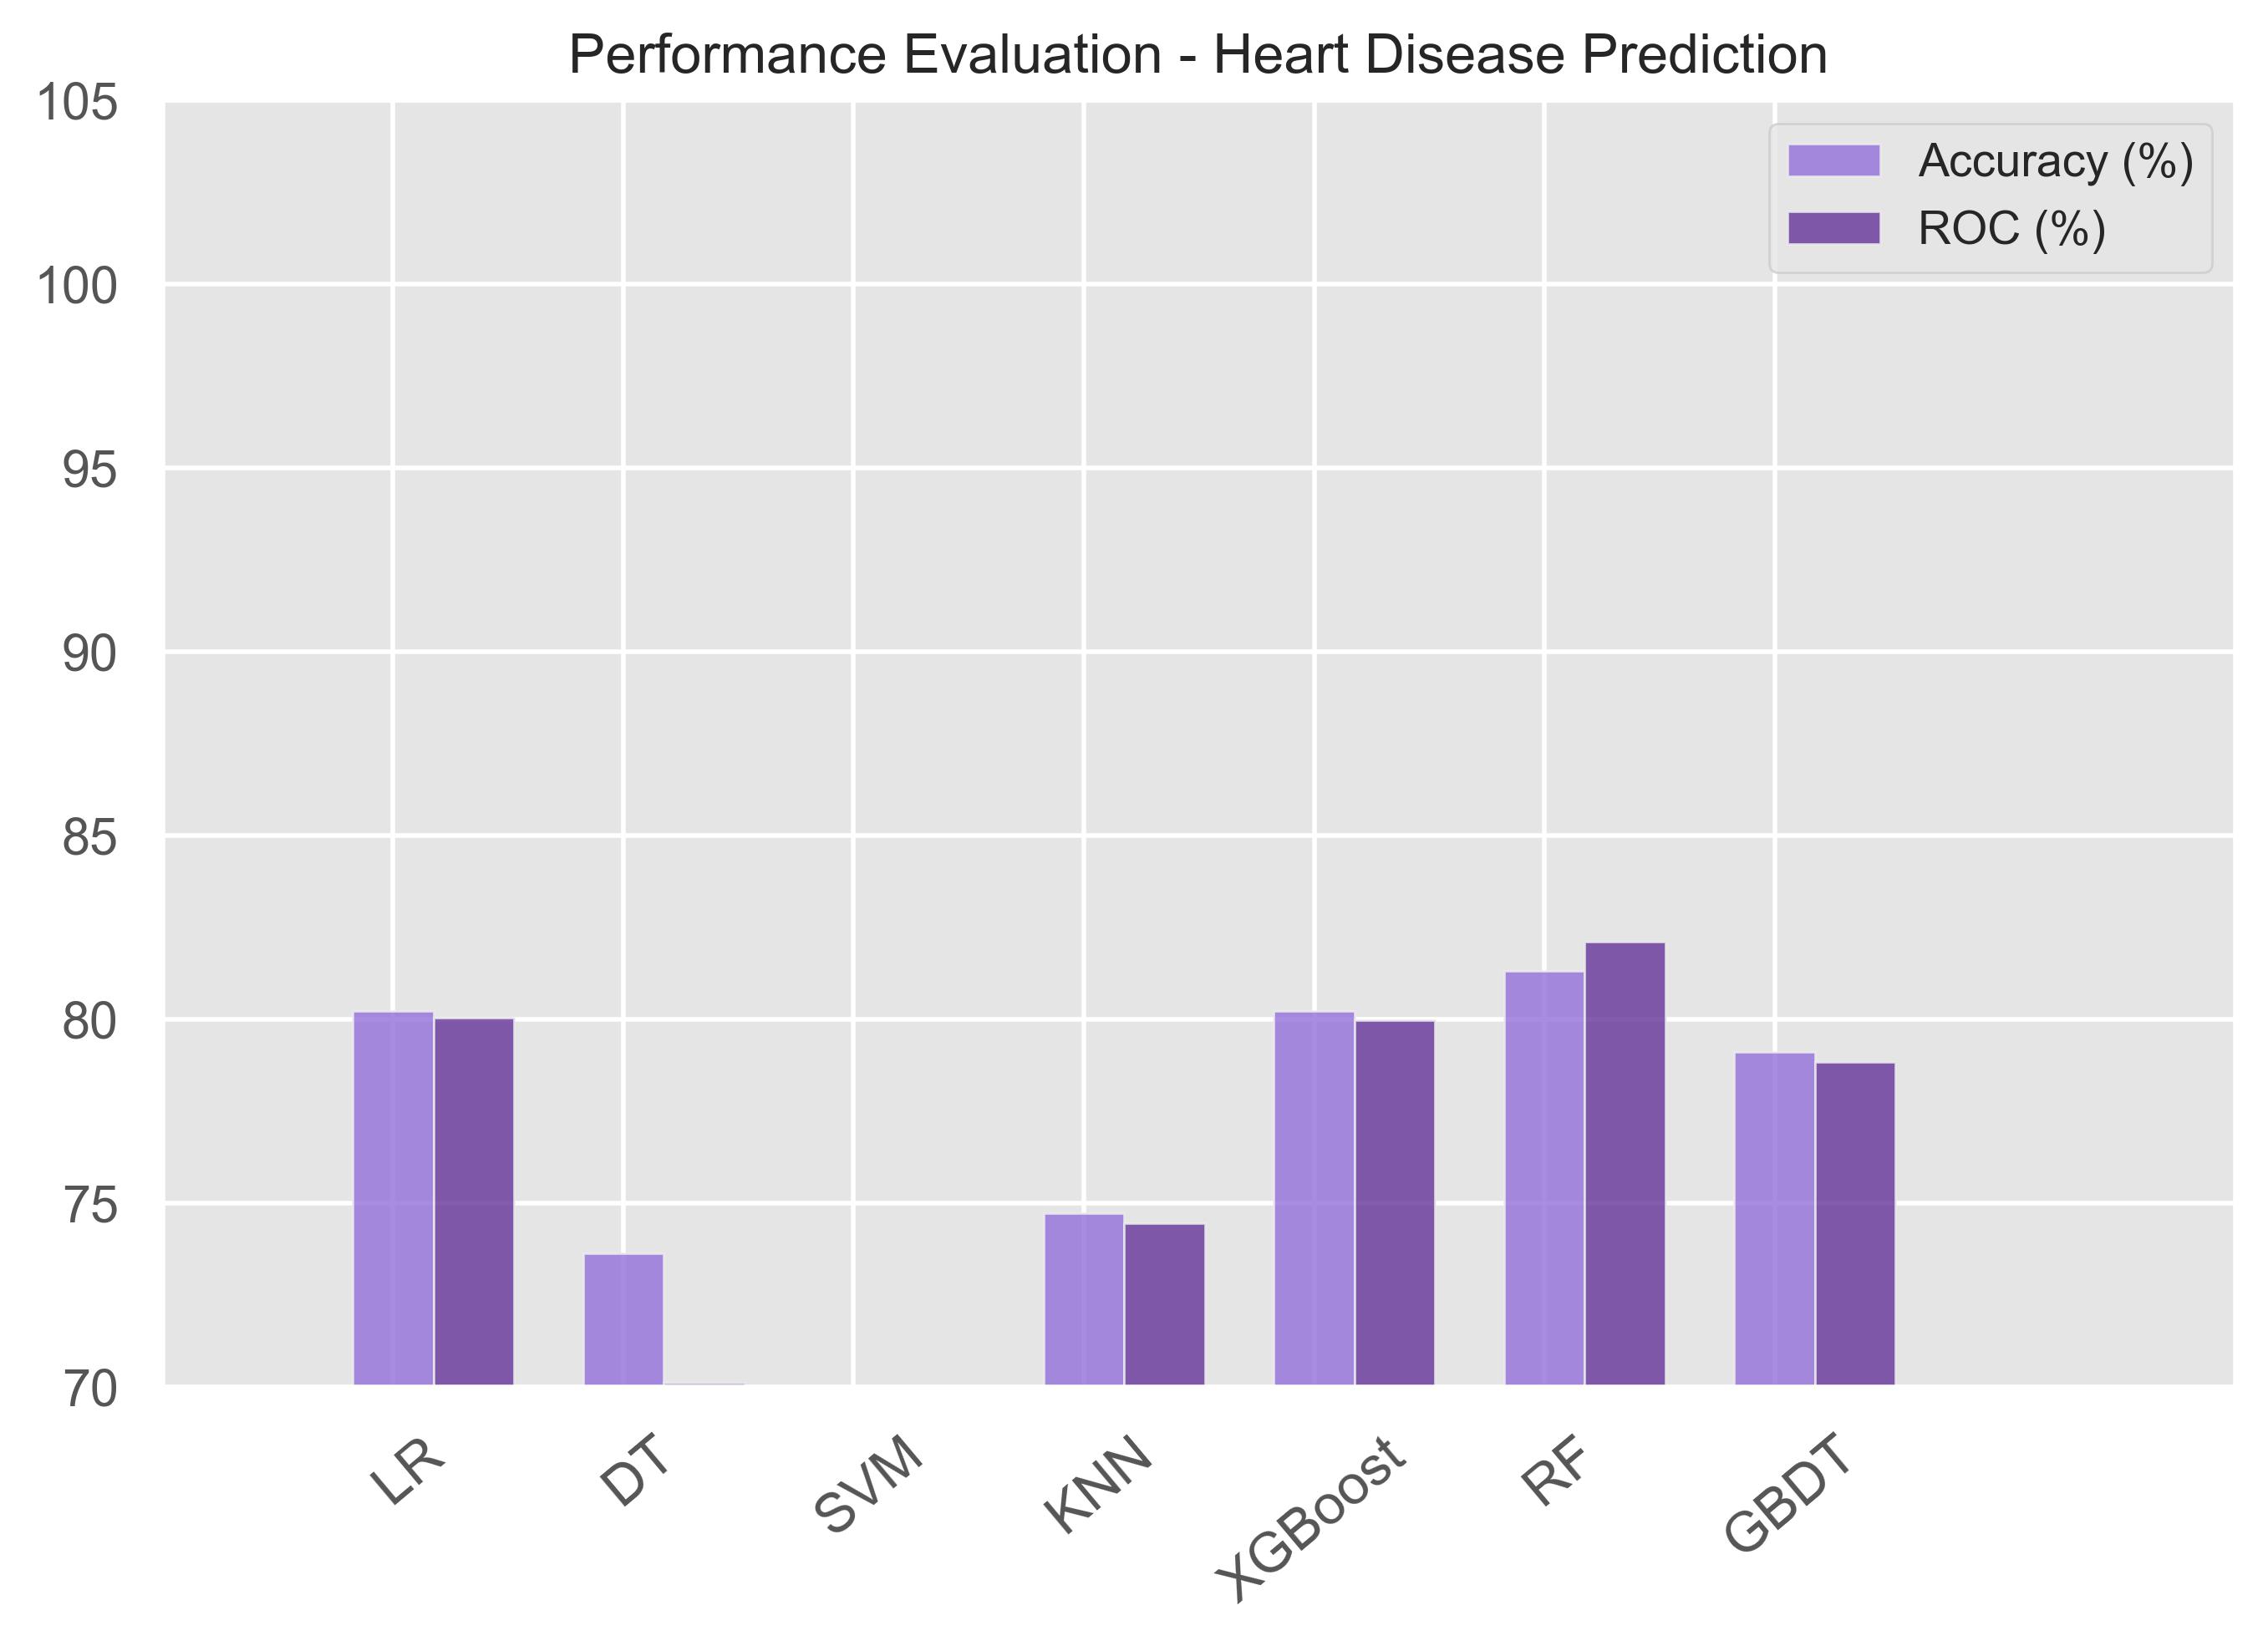 Performance Evaluation - Heart Disease Prediction
105
100
95
90
85
80
75
70
Accuracy (%)
ROC (%)
LR
DT
SVM
KNN
XGBoost
RF
GBDT